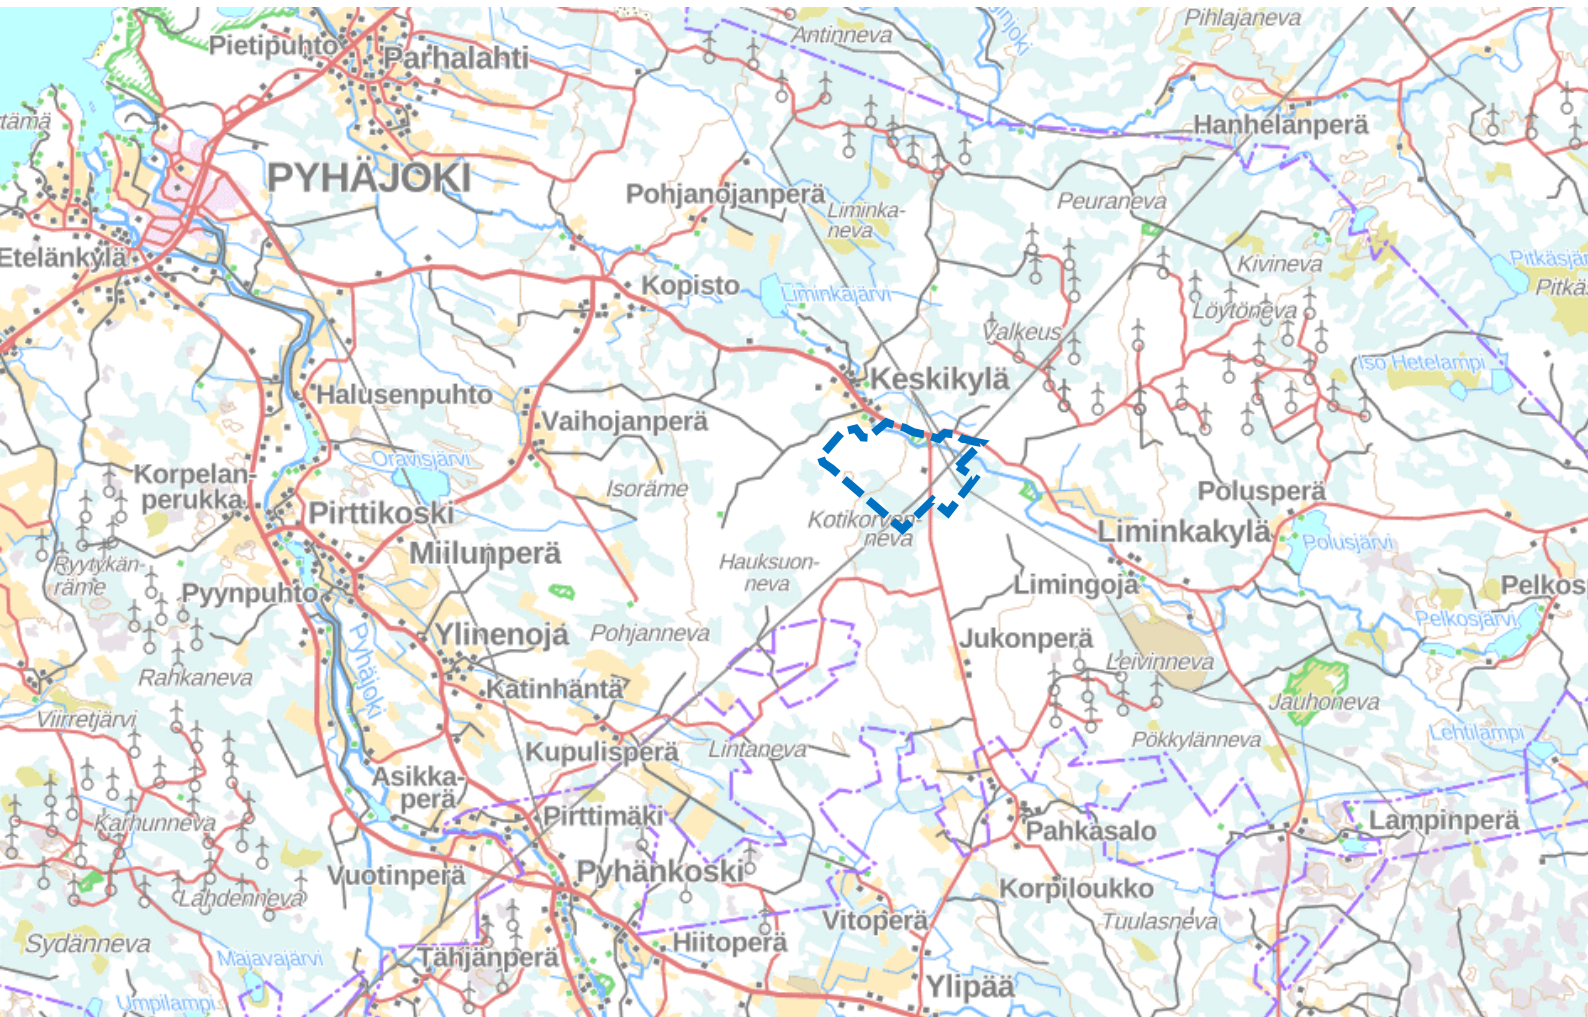 Pihlajaneva
Antinneva
Pietipuhto
Parhalahti
Hanhelanperä
PYHÄJOKI
Pohjanojanperä
Liminka-
neva
Peuraneva
Etelänkylä
Kivineva
Kopisto
Liminkajärvi
Löytöneva
Valkeus
Iso Hetelampi
Keskikylä
Halusenpuhto
Vaihojanperä
Oravisjärvi
Korpelan-
perukka
Isoräme
Pirttikoski
Polusperä
Kotikorven-
neva
Liminkakylä
Polusjärvi
Miilunperä
Hauksuon-
neva
Limingoja
Pyynpuhto
Ylinenoja
Pohjanneva
Pyhäjoki
Jukonperä
Pelkosjärvi
Leivinneva
Rahkaneva
Katinhäntä
Jauhoneva
Viirretjärvi
Kupulisperä
Lintaneva
Pökkylänneva
Lehtilampi
Asikka-
perä
Karhunneva
Pirttimäki
Pahkasalo
Lampinperä
Vuotinperä
Pyhänkoski
Korpiloukko
Lahdenneva
Vitoperä
Tuulasneva
Sydänneva
Majavajärvi
Tähjänperä
Hiitoperä
Ylipää
Umpilampi